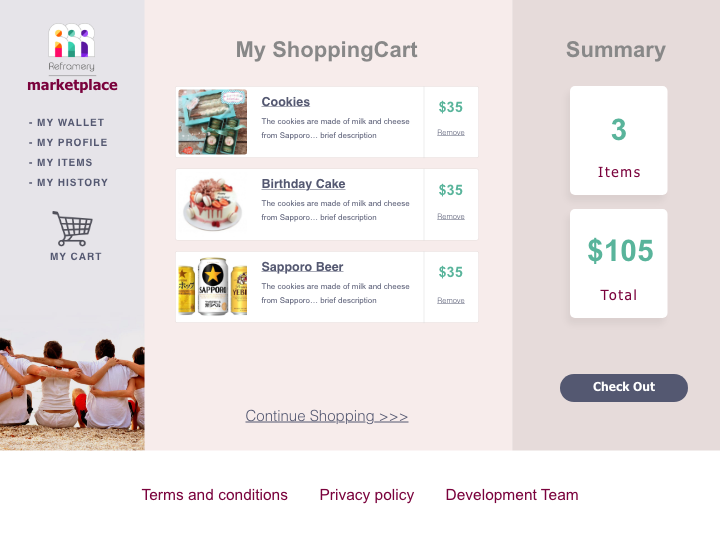 Reframery
marketplace
- MY WALLET
- MY PROFILE
- MY ITEMS
- MY HISTORY
MY CART
My ShoppingCart
Cookies
The cookies are made of milk and cheese
from Sapporo... brief description
$35
Remove
Birthday Cake
The cookies are made of milk and cheese
from Sapporo... brief description
$35
Remove
SAPPORO
Sapporo Beer
The cookies are made of milk and cheese
from Sapporo... brief description
$35
Remove
Continue Shopping >>>
Summary
3
Items
$105
Total
Check Out
Terms and conditions
Privacy policy
Development Team